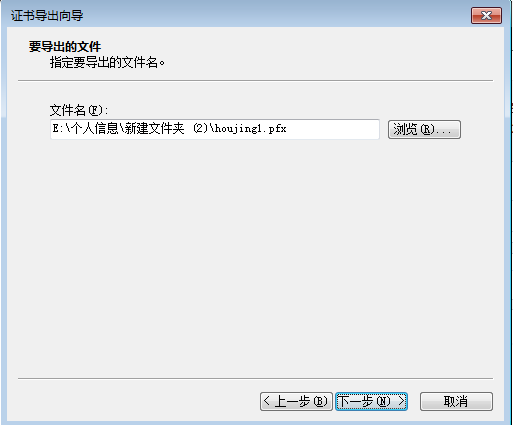 证书导出向导
要导出的文件
指定要导出的文件名。
文件名(F):
E:\个人信息\新建文件夹 (2)\houjing1.pfx
浏览(R)...
< 上一步(B) 下一步(N) > 取消